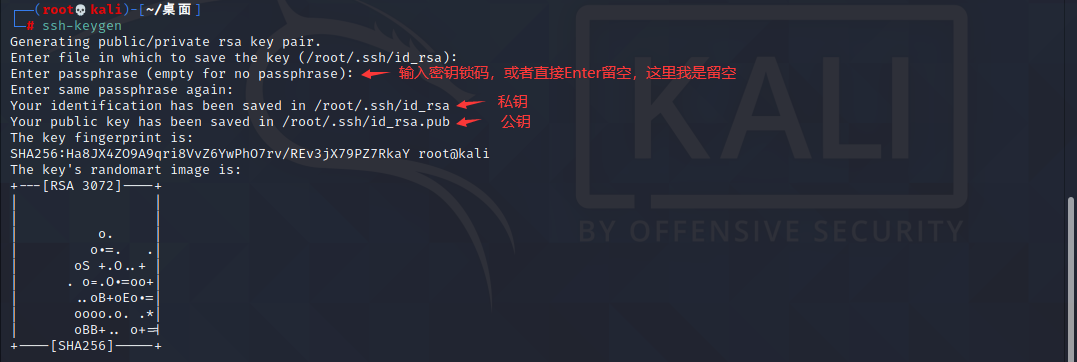 ┌──(root💀kali)-[~/桌面]
└─# ssh-keygen
Generating public/private rsa key pair.
Enter file in which to save the key (/root/.ssh/id_rsa):
Enter passphrase (empty for no passphrase): 输入密钥锁码，或者直接Enter留空，这里我是留空
Enter same passphrase again:
Your identification has been saved in /root/.ssh/id_rsa 私钥
Your public key has been saved in /root/.ssh/id_rsa.pub 公钥
The key fingerprint is:
SHA256:Ha8JX4ZO9A9qri8VvZ6YwPhO7rv/REv3jX79PZ7RkaY root@kali
The key's randomart image is:
+---[RSA 3072]----+
|                 |
|                 |
|          o.     |
|         o•=.   .|
|       oS +.O..+ |
|      . o=.O•=oo+|
|       ..oB+oEo•=|
|       oooo.o. .*|
|       oBB+.. o+=|
+----[SHA256]-----+
KALI
BY OFFENSIVE SECURITY